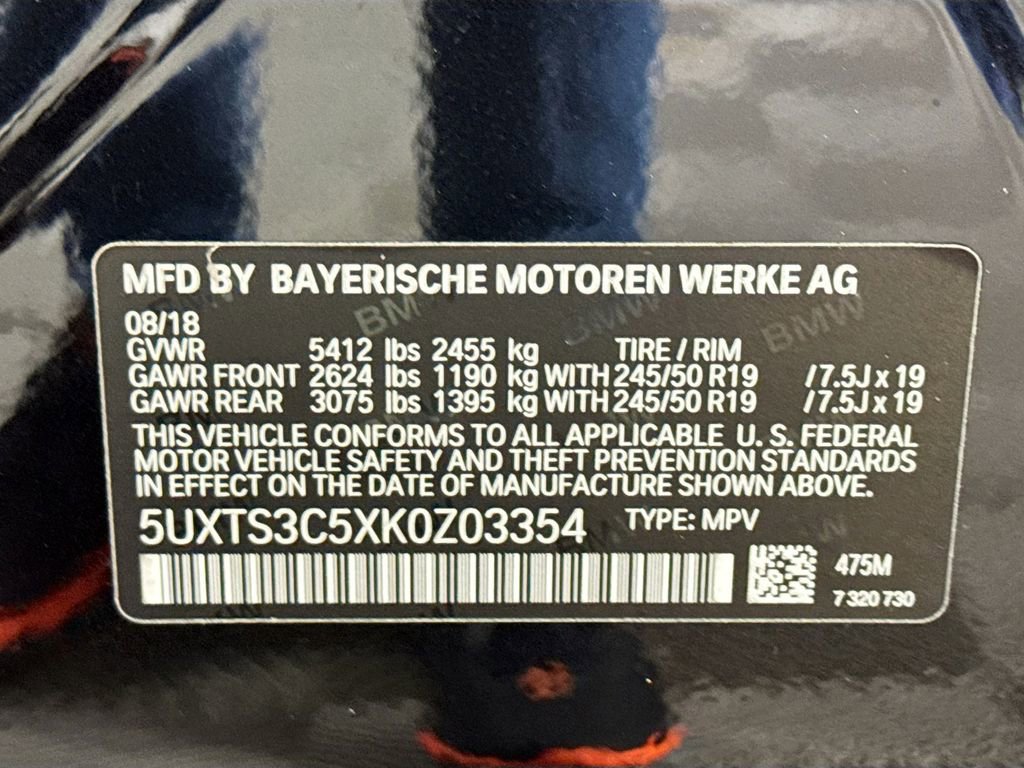 MFD BY BAYERISCHE MOTOREN WERKE AG
08/18
GVWR 5412 lbs 2455 kg TIRE / RIM
GAWR FRONT 2624 lbs 1190 kg WITH 245/50 R19 /7.5J x 19
GAWR REAR 3075 lbs 1395 kg WITH 245/50 R19 /7.5J x 19
THIS VEHICLE CONFORMS TO ALL APPLICABLE U. S. FEDERAL
MOTOR VEHICLE SAFETY AND THEFT PREVENTION STANDARDS
IN EFFECT ON THE DATE OF MANUFACTURE SHOWN ABOVE.
5UXTS3C5XK0Z03354 TYPE: MPV
475M
7 320 730